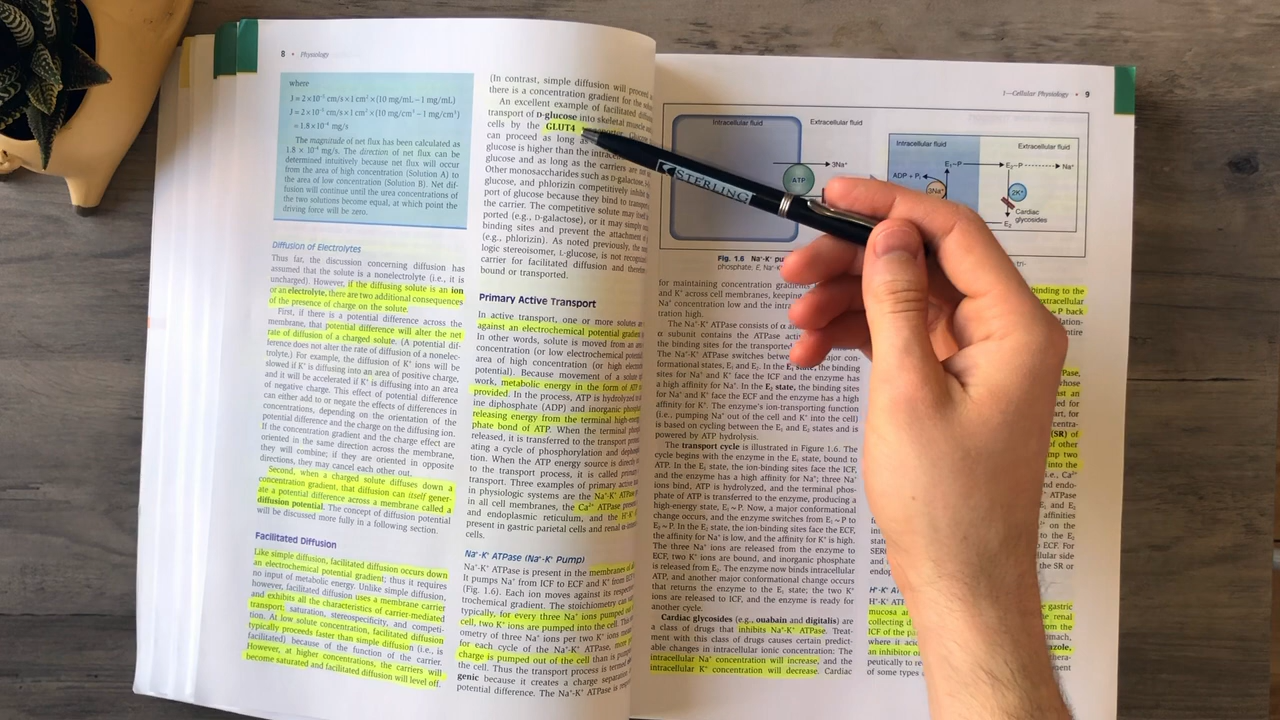 8 • Physiology
where
J = 2 × 10⁻⁵ cm/s × 1 cm² × (10 mg/mL − 1 mg/mL)
J = 2 × 10⁻⁵ cm/s × 1 cm² × (10 mg/cm³ − 1 mg/cm³)
= 1.8 × 10⁻⁴ mg/s
The magnitude of net flux has been calculated as
1.8 × 10⁻⁴ mg/s. The direction of net flux can be
determined intuitively because net flux will occur
from the area of high concentration (Solution A) to
the area of low concentration (Solution B). Net dif-
fusion will continue until the urea concentrations of
the two solutions become equal, at which point the
driving force will be zero.
Diffusion of Electrolytes
Thus far, the discussion concerning diffusion has
assumed that the solute is a nonelectrolyte (i.e., it is
uncharged). However, if the diffusing solute is an ion
or an electrolyte, there are two additional consequences
of the presence of charge on the solute.
First, if there is a potential difference across the
membrane, that potential difference will alter the net
rate of diffusion of a charged solute. (A potential dif-
ference does not alter the rate of diffusion of a nonelec-
trolyte.) For example, the diffusion of K⁺ ions will be
slowed if K⁺ is diffusing into an area of positive charge,
and it will be accelerated if K⁺ is diffusing into an area
of negative charge. This effect of potential difference
can either add to or negate the effects of differences in
concentrations, depending on the orientation of the
potential difference and the charge on the diffusing ion.
If the concentration gradient and the charge effect are
oriented in the same direction across the membrane,
they will combine; if they are oriented in opposite
directions, they may cancel each other out.
Second, when a charged solute diffuses down a
concentration gradient, that diffusion can itself gener-
ate a potential difference across a membrane called a
diffusion potential. The concept of diffusion potential
will be discussed more fully in a following section.
Facilitated Diffusion
Like simple diffusion, facilitated diffusion occurs down
an electrochemical potential gradient; thus it requires
no input of metabolic energy. Unlike simple diffusion,
however, facilitated diffusion uses a membrane carrier
and exhibits all the characteristics of carrier-mediated
transport: saturation, stereospecificity, and competi-
tion. At low solute concentration, facilitated diffusion
typically proceeds faster than simple diffusion (i.e., is
facilitated) because of the function of the carrier.
However, at higher concentrations, the carriers will
become saturated and facilitated diffusion will level off.
(In contrast, simple diffusion will proceed
there is a concentration gradient for the
An excellent example of facilitated diffusion
transport of D-glucose into skeletal muscle
cells by the GLUT4
can proceed as long as
glucose is higher than the
glucose and as long as the carriers are not
Other monosaccharides such as D-galactose,
glucose, and phlorizin competitively inhibit
port of glucose because they bind to transport
the carrier. The competitive solute may itself
ported (e.g., D-galactose), or it may simply
binding sites and prevent the attachment
(e.g., phlorizin). As noted previously, the
logic stereoisomer, L-glucose, is not recognized
carrier for facilitated diffusion and therefore
bound or transported.
Primary Active Transport
In active transport, one or more solutes are
against an electrochemical potential gradient
In other words, solute is moved from an
concentration (or low electrochemical potential
area of high concentration (or high
potential). Because movement of a solute
work, metabolic energy in the form of ATP
provided. In the process, ATP is hydrolyzed
ine diphosphate (ADP) and inorganic
releasing energy from the terminal high-energy
phate bond of ATP. When the terminal
released, it is transferred to the transport
ating a cycle of phosphorylation and
tion. When the ATP energy source is directly
to the transport process, it is called primary
transport. Three examples of primary active
in physiologic systems are the Na⁺-K⁺ ATPase
in all cell membranes, the Ca²⁺ ATPase
and endoplasmic reticulum, and the H⁺-K⁺
present in gastric parietal cells and renal
cells.
Na⁺-K⁺ ATPase (Na⁺-K⁺ Pump)
Na⁺-K⁺ ATPase is present in the membranes of
It pumps Na⁺ from ICF to ECF and K⁺ from
(Fig. 1.6). Each ion moves against its respective
trochemical gradient. The stoichiometry can
typically, for every three Na⁺ ions pumped
cell, two K⁺ ions are pumped into the cell.
ometry of three Na⁺ ions per two K⁺ ions
for each cycle of the Na⁺-K⁺ ATPase,
charge is pumped out of the cell than is
the cell. Thus the transport process is termed
genic because it creates a charge separation
potential difference. The Na⁺-K⁺ ATPase is
1—Cellular Physiology • 9
Intracellular fluid
Extracellular fluid
3Na⁺
ATP
STERLING
Intracellular fluid
Extracellular fluid
ADP + Pᵢ
E₁~P
E₂~P
Na⁺
3Na⁺
2K⁺
Cardiac
glycosides
E₂
Fig. 1.6 Na⁺-K⁺
phosphate; E,
for maintaining concentration gradients
and K⁺ across cell membranes, keeping
Na⁺ concentration low and the
tration high.
The Na⁺-K⁺ ATPase consists of α
α subunit contains the ATPase
the binding sites for the transported
The Na⁺-K⁺ ATPase switches between major con-
formational states, E₁ and E₂. In the E₁ state, the binding
sites for Na⁺ and K⁺ face the ICF and the enzyme has
a high affinity for Na⁺. In the E₂ state, the binding sites
for Na⁺ and K⁺ face the ECF and the enzyme has a high
affinity for K⁺. The enzyme's ion-transporting function
(i.e., pumping Na⁺ out of the cell and K⁺ into the cell)
is based on cycling between the E₁ and E₂ states and is
powered by ATP hydrolysis.
The transport cycle is illustrated in Figure 1.6. The
cycle begins with the enzyme in the E₁ state, bound to
ATP. In the E₁ state, the ion-binding sites face the ICF,
and the enzyme has a high affinity for Na⁺; three Na⁺
ions bind, ATP is hydrolyzed, and the terminal phos-
phate of ATP is transferred to the enzyme, producing a
high-energy state, E₁~P. Now, a major conformational
change occurs, and the enzyme switches from E₁~P to
E₂~P. In the E₂ state, the ion-binding sites face the ECF,
the affinity for Na⁺ is low, and the affinity for K⁺ is high.
The three Na⁺ ions are released from the enzyme to
ECF, two K⁺ ions are bound, and inorganic phosphate
is released from E₂. The enzyme now binds intracellular
ATP, and another major conformational change occurs
that returns the enzyme to the E₁ state; the two K⁺
ions are released to ICF, and the enzyme is ready for
another cycle.
Cardiac glycosides (e.g., ouabain and digitalis) are
a class of drugs that inhibits Na⁺-K⁺ ATPase. Treat-
ment with this class of drugs causes certain predict-
able changes in intracellular ionic concentration: The
intracellular Na⁺ concentration will increase, and the
intracellular K⁺ concentration will decrease. Cardiac